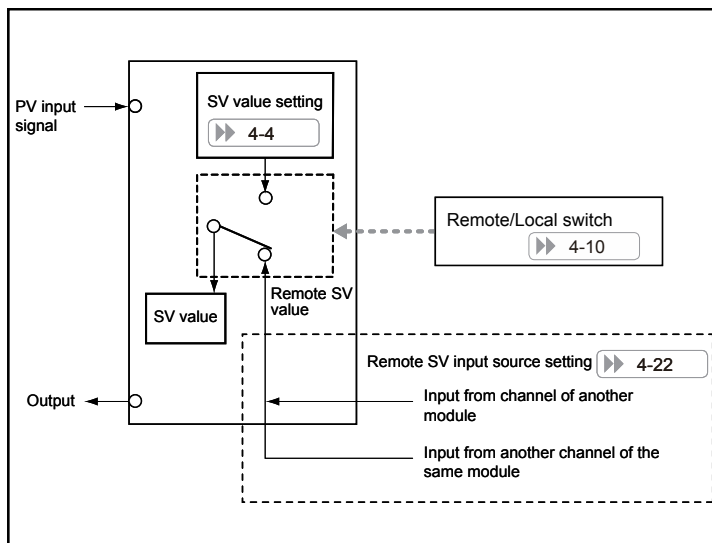 PV input
signal
SV value setting
4-4
Remote/Local switch
4-10
Remote SV
value
SV value
Remote SV input source setting 4-22
Output
Input from channel of another
module
Input from another channel of the
same module